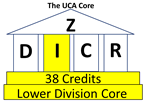 The UCA Core
Z
D I C R
38 Credits
Lower Division Core